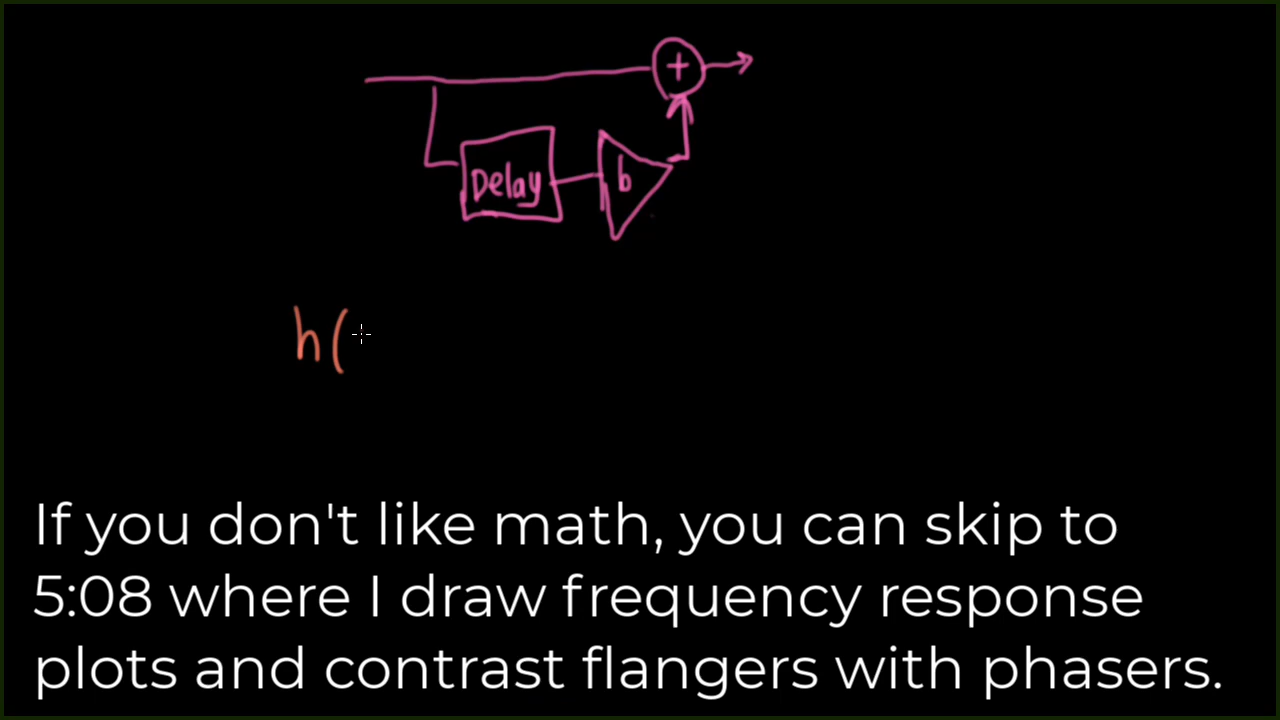 +
Delay
b
h(
If you don't like math, you can skip to
5:08 where I draw frequency response
plots and contrast flangers with phasers.